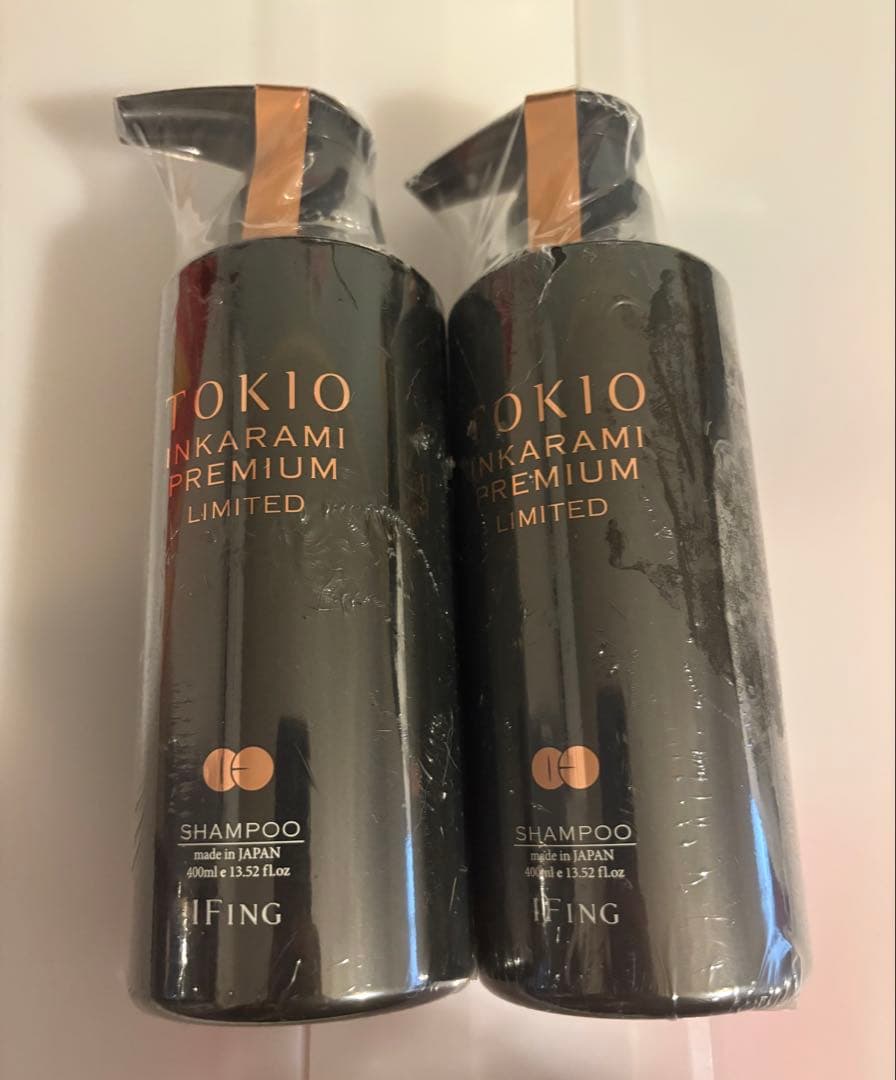 TOKIO
INKARAMI
PREMIUM
LIMITED
SHAMPOO
made in JAPAN
400ml e 13.52 fl.oz
IFING
TOKIO
INKARAMI
PREMIUM
LIMITED
SHAMPOO
made in JAPAN
400ml e 13.52 fl.oz
IFING